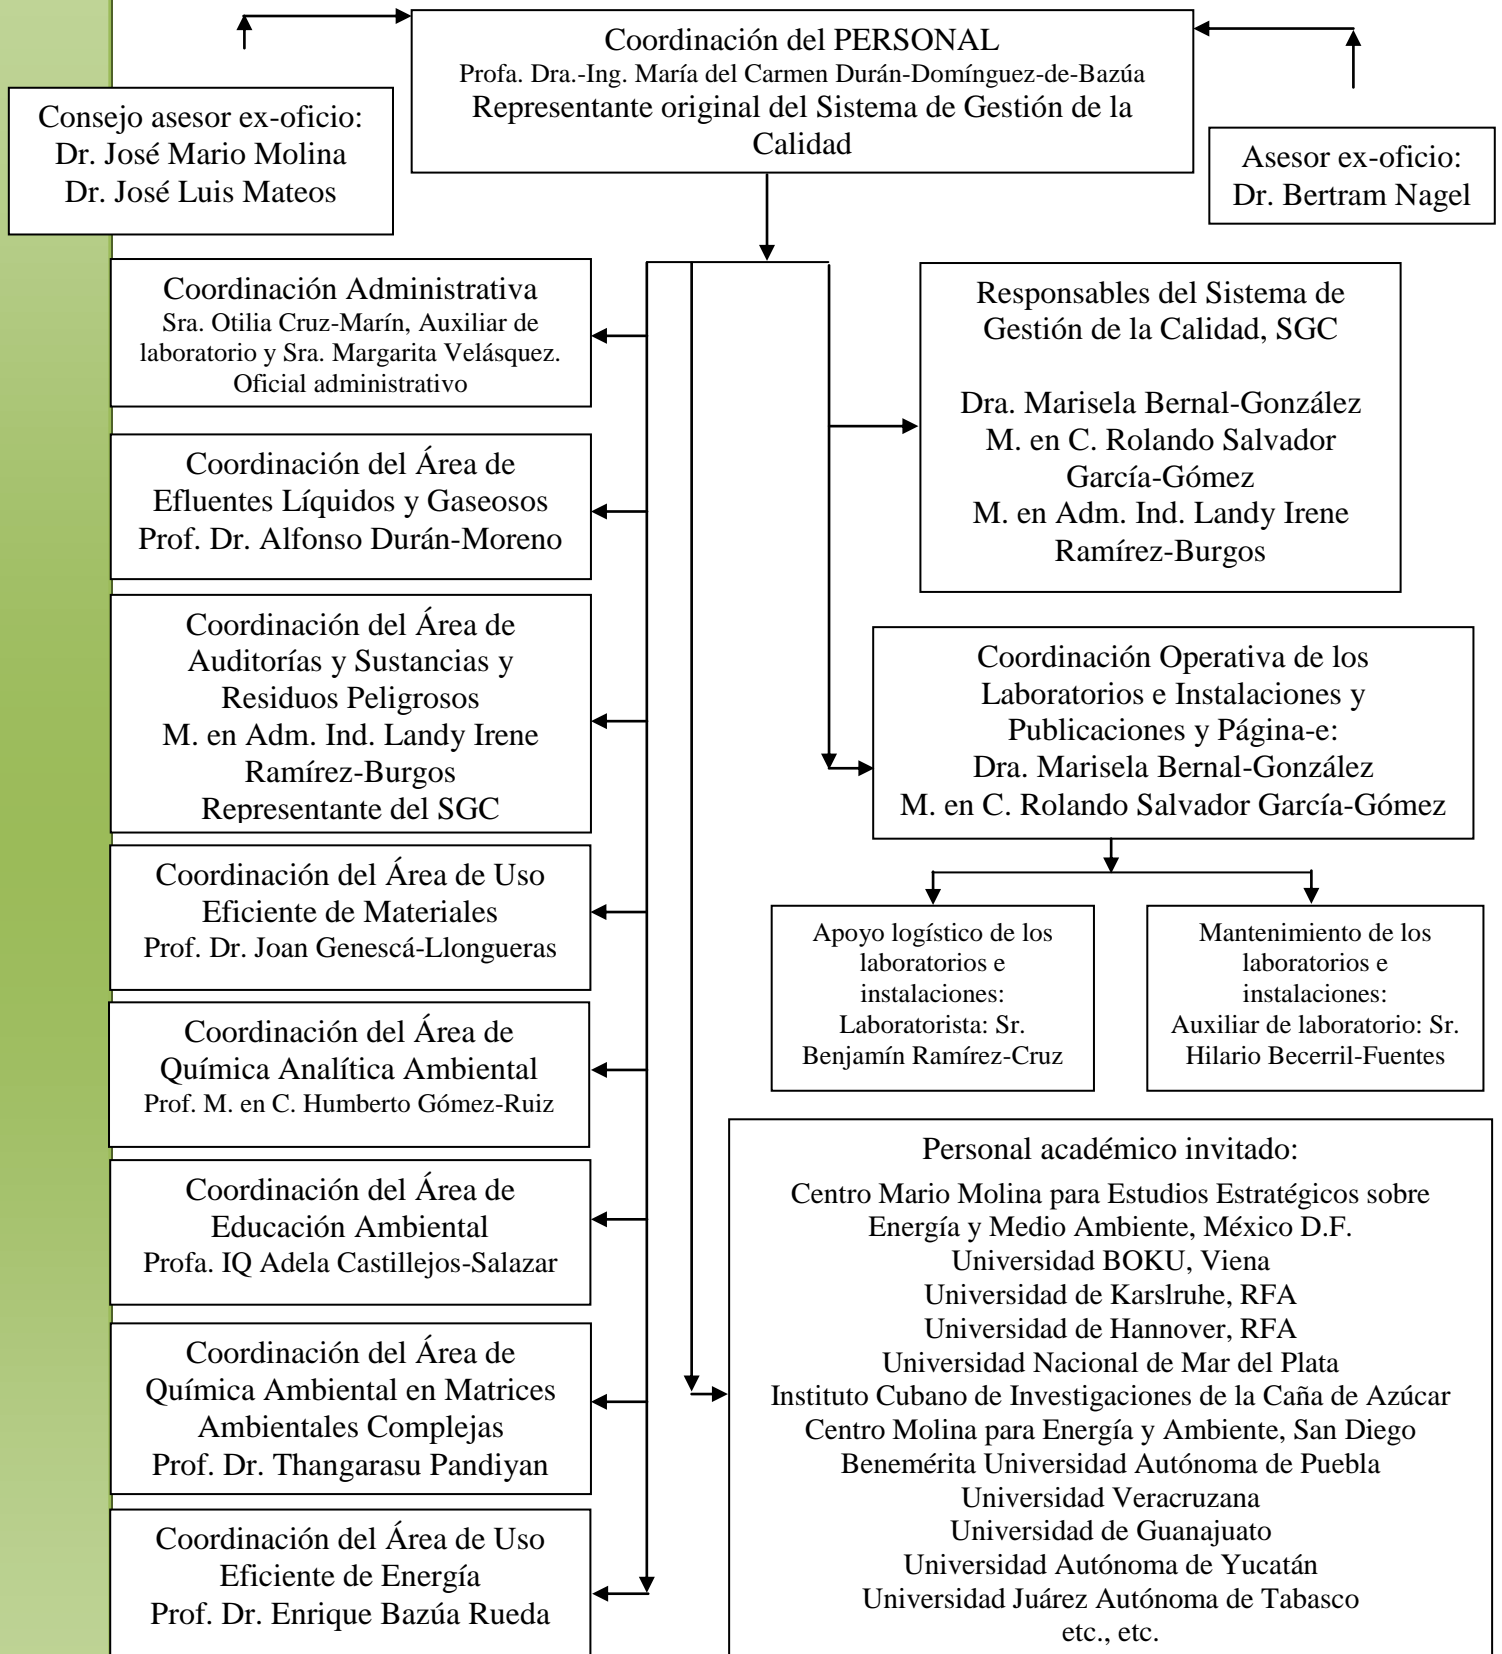 Coordinación del PERSONAL
Profa. Dra.-Ing. María del Carmen Durán-Domínguez-de-Bazúa
Representante original del Sistema de Gestión de la
Calidad
Consejo asesor ex-oficio:
Dr. José Mario Molina
Dr. José Luis Mateos
Asesor ex-oficio:
Dr. Bertram Nagel
Coordinación Administrativa
Sra. Otilia Cruz-Marín, Auxiliar de
laboratorio y Sra. Margarita Velásquez.
Oficial administrativo
Coordinación del Área de
Efluentes Líquidos y Gaseosos
Prof. Dr. Alfonso Durán-Moreno
Coordinación del Área de
Auditorías y Sustancias y
Residuos Peligrosos
M. en Adm. Ind. Landy Irene
Ramírez-Burgos
Representante del SGC
Coordinación del Área de Uso
Eficiente de Materiales
Prof. Dr. Joan Genescá-Llongueras
Coordinación del Área de
Química Analítica Ambiental
Prof. M. en C. Humberto Gómez-Ruiz
Coordinación del Área de
Educación Ambiental
Profa. IQ Adela Castillejos-Salazar
Coordinación del Área de
Química Ambiental en Matrices
Ambientales Complejas
Prof. Dr. Thangarasu Pandiyan
Coordinación del Área de Uso
Eficiente de Energía
Prof. Dr. Enrique Bazúa Rueda
Responsables del Sistema de
Gestión de la Calidad, SGC
Dra. Marisela Bernal-González
M. en C. Rolando Salvador
García-Gómez
M. en Adm. Ind. Landy Irene
Ramírez-Burgos
Coordinación Operativa de los
Laboratorios e Instalaciones y
Publicaciones y Página-e:
Dra. Marisela Bernal-González
M. en C. Rolando Salvador García-Gómez
Apoyo logístico de los
laboratorios e
instalaciones:
Laboratorista: Sr.
Benjamín Ramírez-Cruz
Mantenimiento de los
laboratorios e
instalaciones:
Auxiliar de laboratorio: Sr.
Hilario Becerril-Fuentes
Personal académico invitado:
Centro Mario Molina para Estudios Estratégicos sobre
Energía y Medio Ambiente, México D.F.
Universidad BOKU, Viena
Universidad de Karslruhe, RFA
Universidad de Hannover, RFA
Universidad Nacional de Mar del Plata
Instituto Cubano de Investigaciones de la Caña de Azúcar
Centro Molina para Energía y Ambiente, San Diego
Benemérita Universidad Autónoma de Puebla
Universidad Veracruzana
Universidad de Guanajuato
Universidad Autónoma de Yucatán
Universidad Juárez Autónoma de Tabasco
etc., etc.